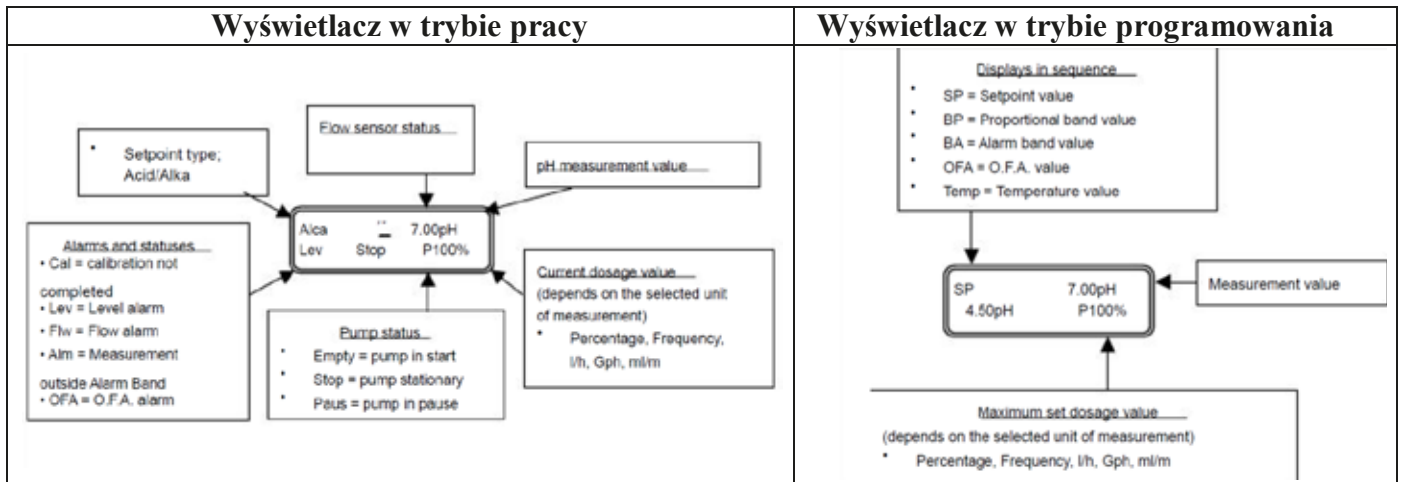 Wyświetlacz w trybie pracy
Flow sensor status
• Setpoint type;
Acid/Alka
pH measurement value
Alca 7.00pH
Lev Stop P100%
Alarms and statuses
• Cal = calibration not
completed
• Lev = Level alarm
• Flw = Flow alarm
• Alm = Measurement
outside Alarm Band
• OFA = O.F.A. alarm
Pump status
• Empty = pump in start
• Stop = pump stationary
• Paus = pump in pause
Current dosage value
(depends on the selected unit
of measurement)
• Percentage, Frequency,
l/h, Gph, ml/m
Wyświetlacz w trybie programowania
Displays in sequence
• SP = Setpoint value
• BP = Proportional band value
• BA = Alarm band value
• OFA = O.F.A. value
• Temp = Temperature value
SP 7.00pH
4.50pH P100%
Measurement value
Maximum set dosage value
(depends on the selected unit of measurement)
• Percentage, Frequency, l/h, Gph, ml/m